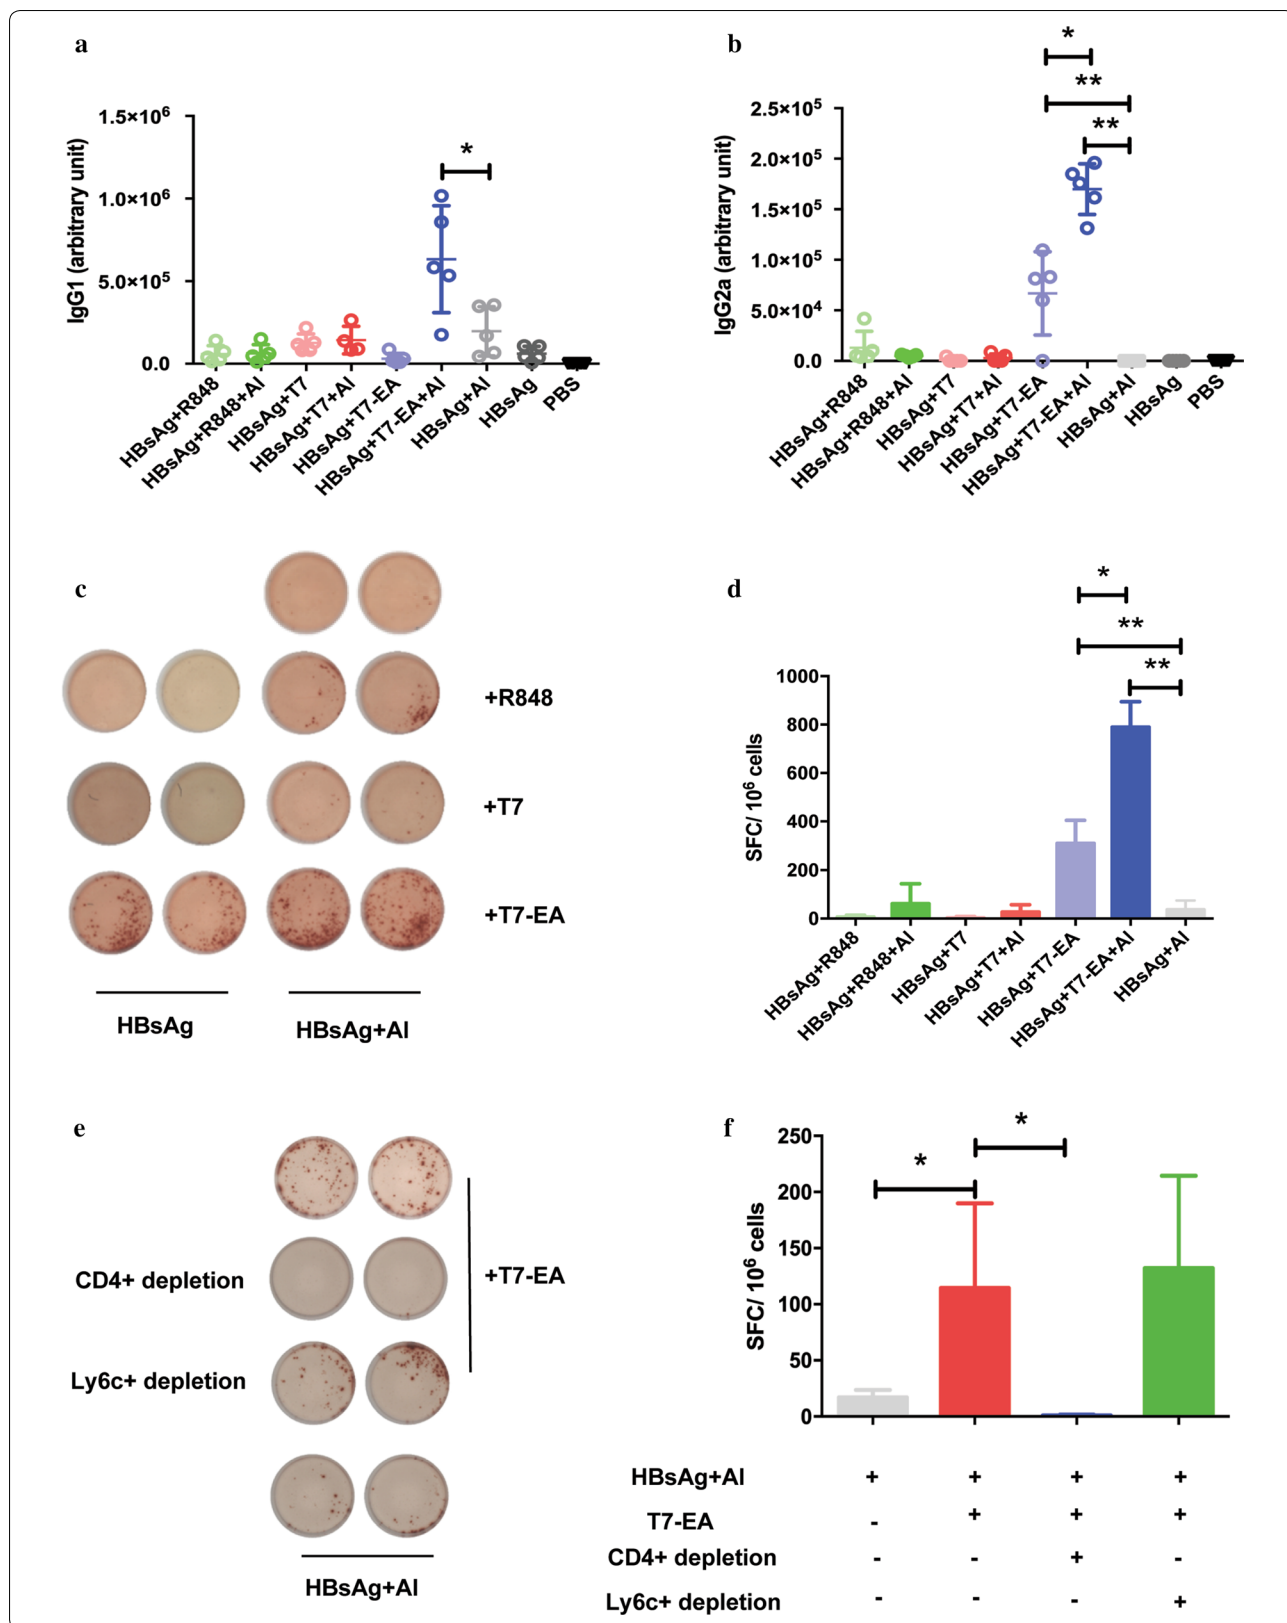 a
IgG1 (arbitrary unit)
1.5×10⁶
1.0×10⁶
5.0×10⁵
0.0
*
HBsAg+R848
HBsAg+R848+Al
HBsAg+T7
HBsAg+T7+Al
HBsAg+T7-EA
HBsAg+T7-EA+Al
HBsAg+Al
HBsAg
PBS
b
IgG2a (arbitrary unit)
2.5×10⁵
2.0×10⁵
1.5×10⁵
1.0×10⁵
5.0×10⁴
0.0
*
**
**
HBsAg+R848
HBsAg+R848+Al
HBsAg+T7
HBsAg+T7+Al
HBsAg+T7-EA
HBsAg+T7-EA+Al
HBsAg+Al
HBsAg
PBS
c
+R848
+T7
+T7-EA
HBsAg
HBsAg+Al
d
SFC/ 10⁶ cells
1000
800
600
400
200
0
*
**
**
HBsAg+R848
HBsAg+R848+Al
HBsAg+T7
HBsAg+T7+Al
HBsAg+T7-EA
HBsAg+T7-EA+Al
HBsAg+Al
e
CD4+ depletion
Ly6c+ depletion
+T7-EA
HBsAg+Al
f
SFC/ 10⁶ cells
250
200
150
100
50
0
*
*
HBsAg+Al + + + +
T7-EA - + + +
CD4+ depletion - - + -
Ly6c+ depletion - - - +